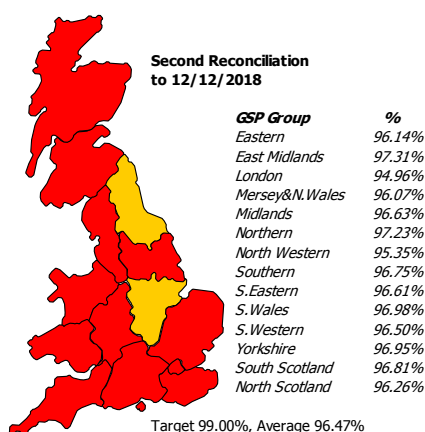 Second Reconciliation
to 12/12/2018
GSP Group %
Eastern 96.14%
East Midlands 97.31%
London 94.96%
Mersey&N.Wales 96.07%
Midlands 96.63%
Northern 97.23%
North Western 95.35%
Southern 96.75%
S.Eastern 96.61%
S.Wales 96.98%
S.Western 96.50%
Yorkshire 96.95%
South Scotland 96.81%
North Scotland 96.26%
Target 99.00%, Average 96.47%